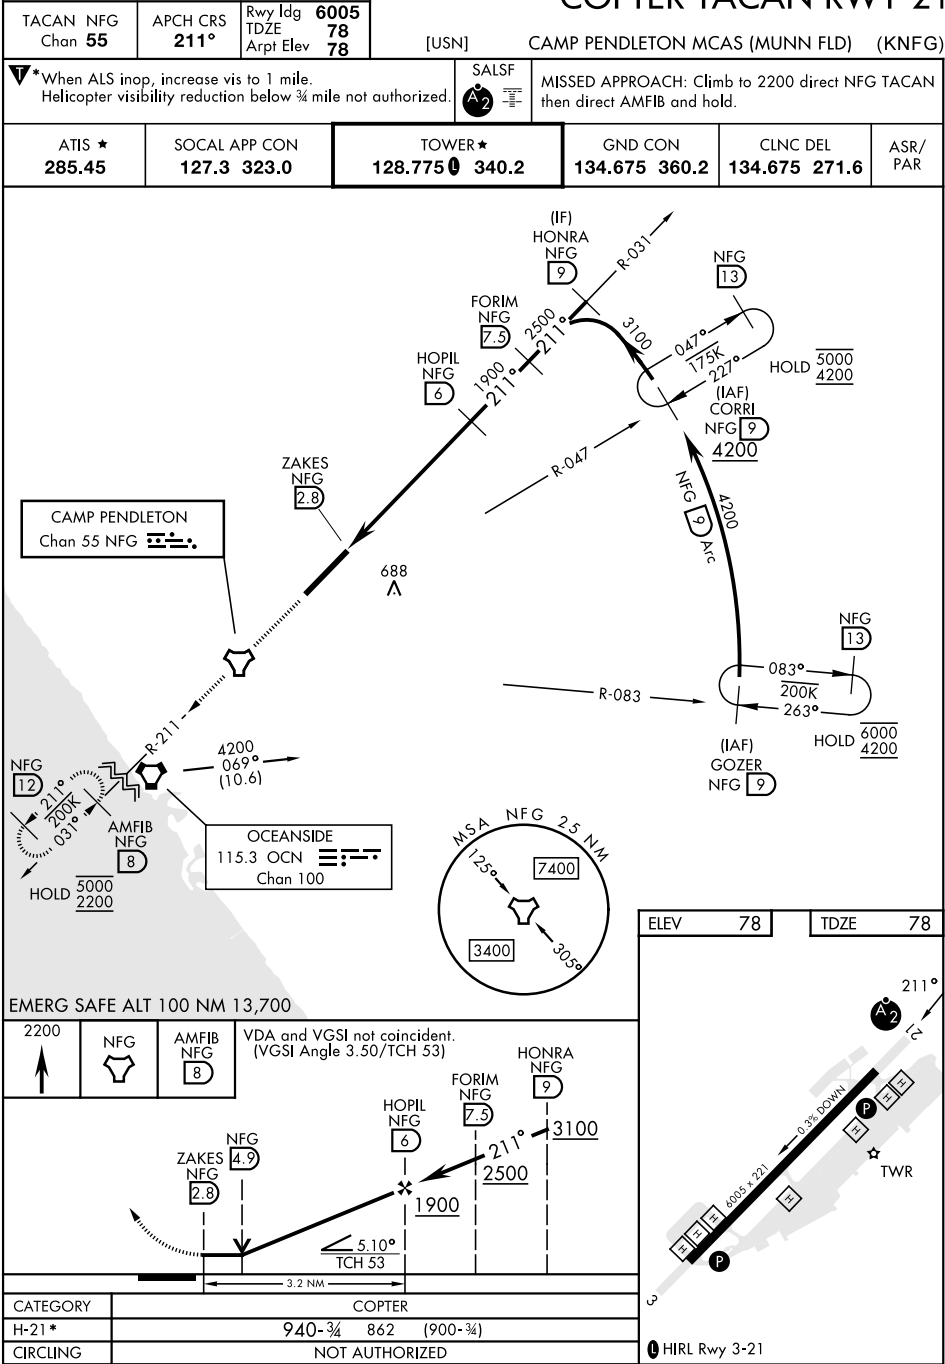 COPTER TACAN RWY 21
TACAN NFG
Chan 55
APCH CRS
211°
Rwy ldg 6005
TDZE 78
Arpt Elev 78
[USN]
CAMP PENDLETON MCAS (MUNN FLD) (KNFG)
T
*When ALS inop, increase vis to 1 mile.
Helicopter visibility reduction below ¾ mile not authorized.
SALSF
A2
MISSED APPROACH: Climb to 2200 direct NFG TACAN
then direct AMFIB and hold.
ATIS ★
285.45
SOCAL APP CON
127.3 323.0
TOWER★
128.775 L 340.2
GND CON
134.675 360.2
CLNC DEL
134.675 271.6
ASR/
PAR
(IF)
HONRA
NFG
9
R-031
NFG
13
FORIM
NFG
7.5
2500
211°
3100
047°
175K
227°
HOLD 5000
4200
HOPIL
NFG
6
1900
211°
(IAF)
CORRI
NFG 9
4200
R-047
ZAKES
NFG
2.8
NFG 9 Arc
4200
CAMP PENDLETON
Chan 55 NFG
688
NFG
13
083°
200K
263°
R-083
HOLD 6000
4200
(IAF)
GOZER
NFG 9
R-211
4200
069°
(10.6)
NFG
12
211°
200K
031°
AMFIB
NFG
8
HOLD 5000
2200
OCEANSIDE
115.3 OCN
Chan 100
MSA NFG 25 NM
125°
7400
3400
305°
EMERG SAFE ALT 100 NM 13,700
ELEV 78
TDZE 78
211°
A2
21
0.3% DOWN
6005 x 221
P
H
H
H
H
H
H
H
TWR
P
3
L HIRL Rwy 3-21
2200
NFG
AMFIB
NFG
8
VDA and VGSI not coincident.
(VGSI Angle 3.50/TCH 53)
HONRA
NFG
9
FORIM
NFG
7.5
HOPIL
NFG
6
NFG
4.9
ZAKES
NFG
2.8
211°
3100
2500
1900
5.10°
TCH 53
3.2 NM
CATEGORY
COPTER
H-21*
940-¾ 862 (900-¾)
CIRCLING
NOT AUTHORIZED